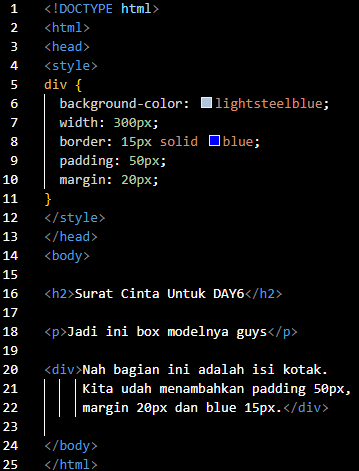 1 <!DOCTYPE html>
2 <html>
3 <head>
4 <style>
5 div {
6 background-color: lightsteelblue;
7 width: 300px;
8 border: 15px solid blue;
9 padding: 50px;
10 margin: 20px;
11 }
12 </style>
13 </head>
14 <body>
15
16 <h2>Surat Cinta Untuk DAY6</h2>
17
18 <p>Jadi ini box modelnya guys</p>
19
20 <div>Nah bagian ini adalah isi kotak.
21 Kita udah menambahkan padding 50px,
22 margin 20px dan blue 15px.</div>
23
24 </body>
25 </html>